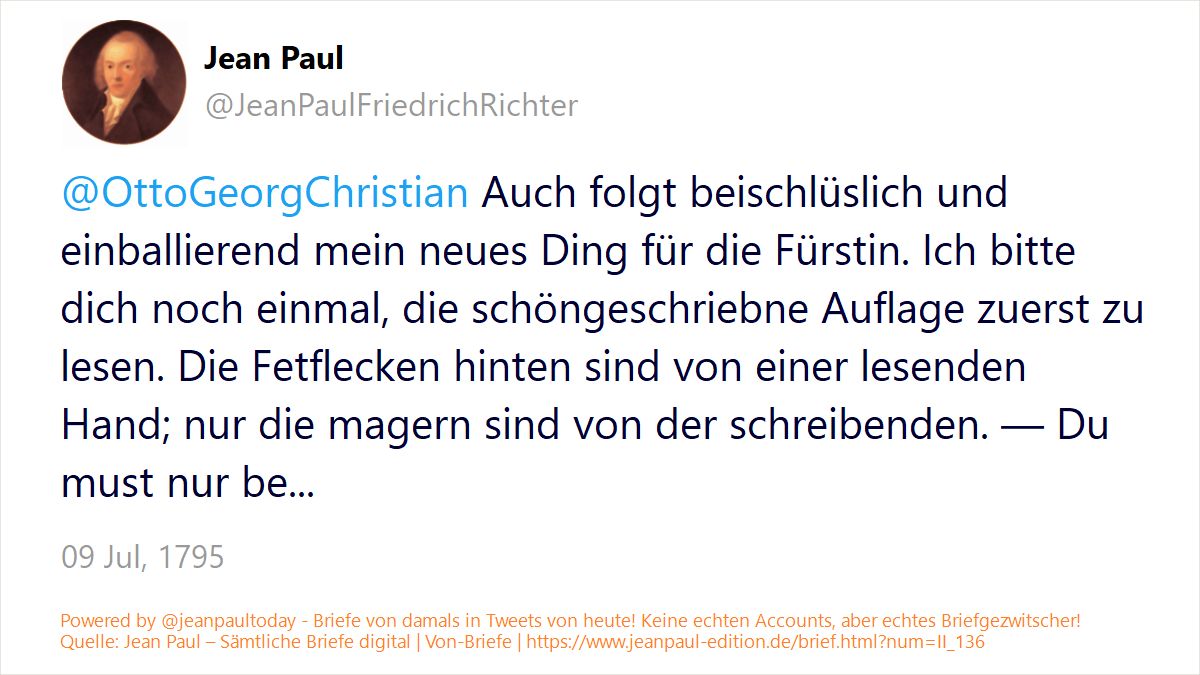 Jean Paul
@JeanPaulFriedrichRichter
@OttoGeorgChristian Auch folgt beischlüslich und
einballierend mein neues Ding für die Fürstin. Ich bitte
dich noch einmal, die schöngeschriebne Auflage zuerst zu
lesen. Die Fetflecken hinten sind von einer lesenden
Hand; nur die magern sind von der schreibenden. — Du
must nur be...
09 Jul, 1795
Powered by @jeanpaultoday - Briefe von damals in Tweets von heute! Keine echten Accounts, aber echtes Briefgezwitscher!
Quelle: Jean Paul – Sämtliche Briefe digital | Von-Briefe | https://www.jeanpaul-edition.de/brief.html?num=II_136